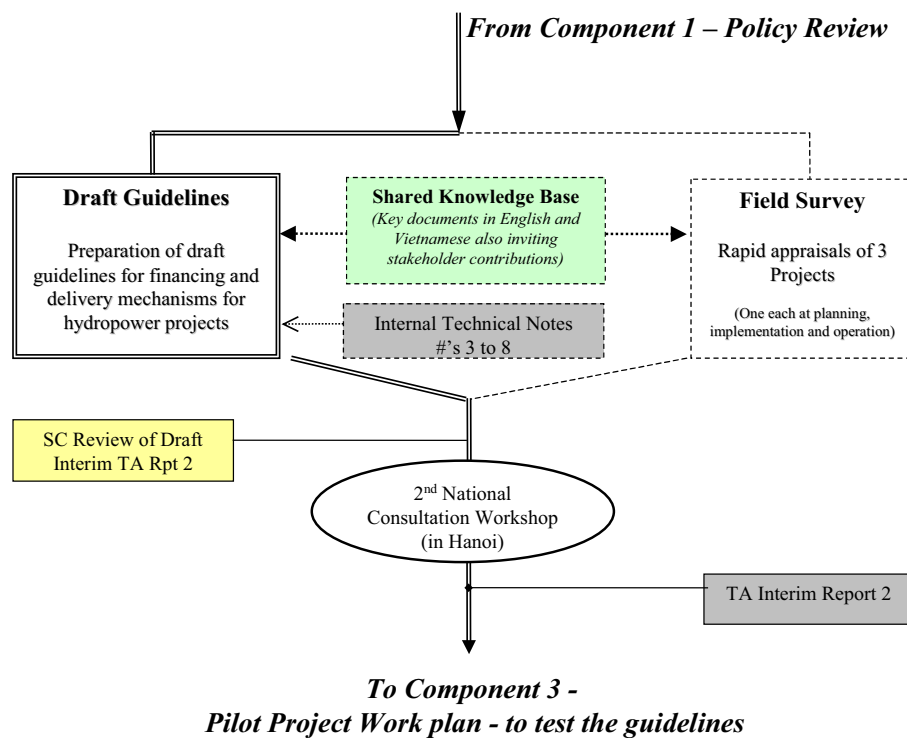 From Component 1 – Policy Review
Draft Guidelines
Preparation of draft
guidelines for financing and
delivery mechanisms for
hydropower projects
Shared Knowledge Base
(Key documents in English and
Vietnamese also inviting
stakeholder contributions)
Internal Technical Notes
#'s 3 to 8
Field Survey
Rapid appraisals of 3
Projects
(One each at planning,
implementation and operation)
SC Review of Draft
Interim TA Rpt 2
2nd National
Consultation Workshop
(in Hanoi)
TA Interim Report 2
To Component 3 -
Pilot Project Work plan - to test the guidelines